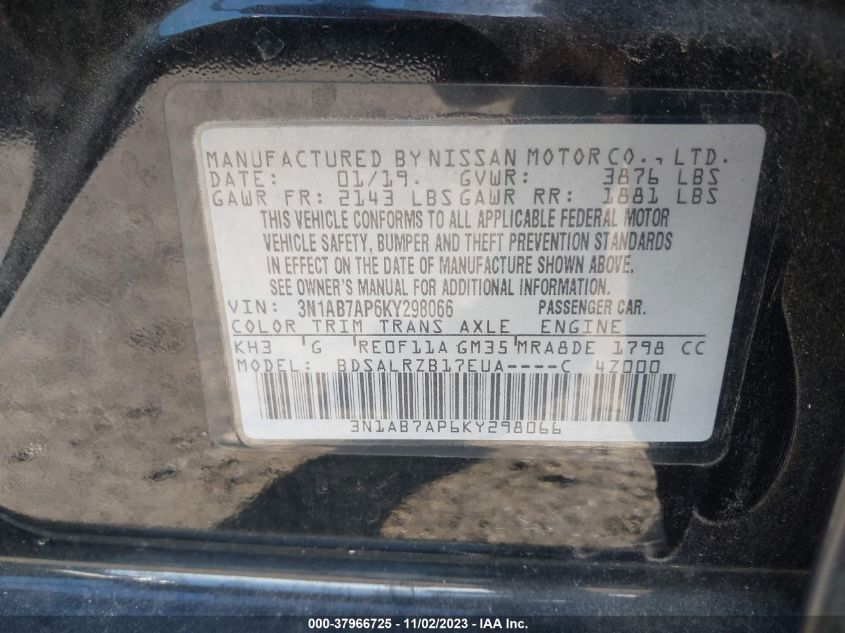 MANUFACTURED BY NISSAN MOTOR CO., LTD.
DATE: 01/19. GVWR: 3876 LBS
GAWR FR: 2143 LBS GAWR RR: 1881 LBS
THIS VEHICLE CONFORMS TO ALL APPLICABLE FEDERAL MOTOR
VEHICLE SAFETY, BUMPER AND THEFT PREVENTION STANDARDS
IN EFFECT ON THE DATE OF MANUFACTURE SHOWN ABOVE.
SEE OWNER'S MANUAL FOR ADDITIONAL INFORMATION.
VIN: 3N1AB7AP6KY298066 PASSENGER CAR.
COLOR TRIM TRANS AXLE ENGINE
KH3 'G 'RE0F11A GM35'MRA8DE 1798 CC
MODEL: BDSALRZB17EUA----C 4Z000
3N1AB7AP6KY298066
000-37966725 - 11/02/2023 - IAA Inc.